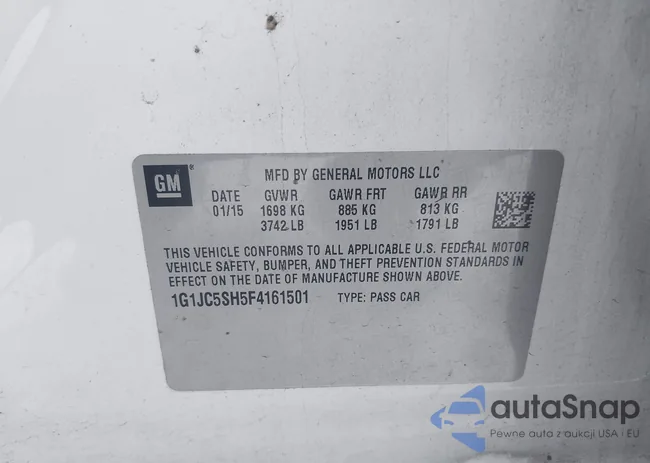 GM
MFD BY GENERAL MOTORS LLC
DATE GVWR GAWR FRT GAWR RR
01/15 1698 KG 885 KG 813 KG
3742 LB 1951 LB 1791 LB
THIS VEHICLE CONFORMS TO ALL APPLICABLE U.S. FEDERAL MOTOR
VEHICLE SAFETY, BUMPER, AND THEFT PREVENTION STANDARDS IN
EFFECT ON THE DATE OF MANUFACTURE SHOWN ABOVE.
1G1JC5SH5F4161501 TYPE: PASS CAR
autaSnap
Pewne auta z aukcji USA i EU